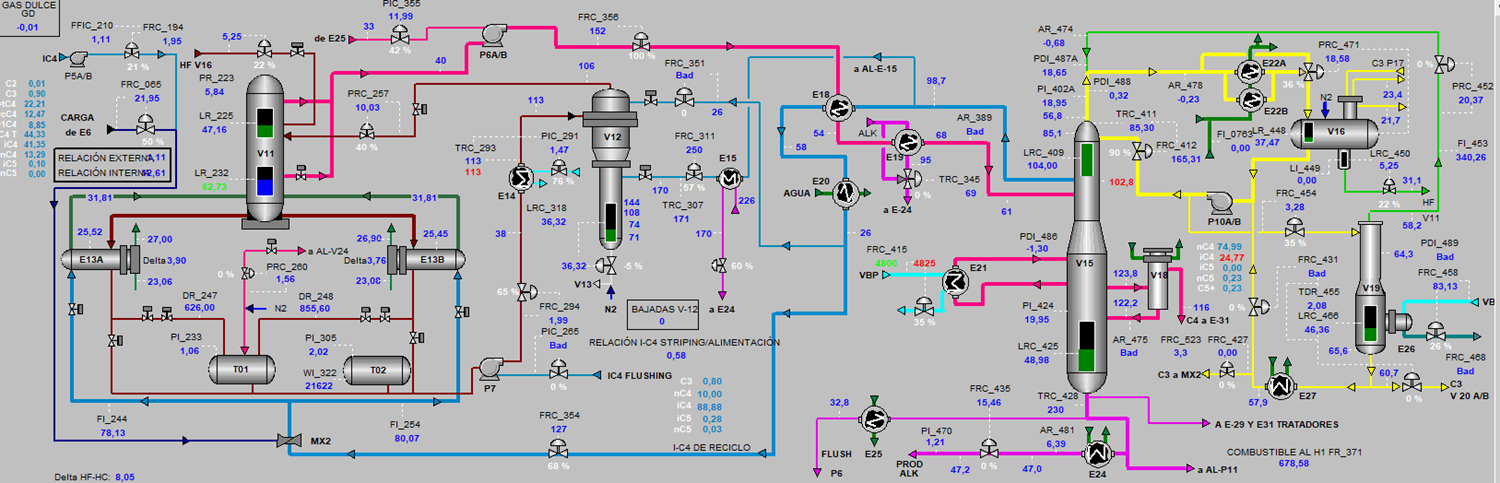 GAS DULCE
GD
-0,01
FFIC_210
1,11
FRC_194
1,95
IC4
P5A/B
21 %
HF V16
5,25
22 %
PR_223
5,84
LR_225
47,16
V11
LR_232
62,73
FRC_065
21,95
CARGA
de E6
50 %
C2 0,01
C3 0,90
22,21
12,47
8,85
44,33
iC4 41,35
nC4 13,29
iC5 0,10
nC5 0,00
RELACIÓN EXTERNA 1,11
RELACIÓN INTERNA 12,61
PIC_355
11,99
33
de E25
42 %
40
P6A/B
FRC_356
152
100 %
PRC_257
10,03
40 %
106
113
TRC_293
113
113
PIC_291
1,47
76 %
E14
38
V12
LRC_318
36,32
144
108
74
71
36,32
-5 %
V13
N2
FRC_351
Bad
0 %
26
FRC_311
250
E15
57 %
170
TRC_307
171
226
170
60 %
a E24
a AL-E-15
98,7
E18
54
58
ALK
E19
68
95
AR_389
Bad
TRC_345
0 %
69
a E-24
61
AGUA
E20
26
31,81
31,81
25,52
27,00
E13A
Delta 3,90
23,06
26,90
25,45
Delta 3,76
E13B
23,06
a AL-V24
0 %
PRC_260
1,56
N2
DR_247
626,00
DR_248
855,60
PI_233
1,06
T01
PI_305
2,02
WI_322
21622
T02
65 %
FRC_294
1,99
PIC_265
Bad
P7
IC4 FLUSHING
0 %
BAJADAS V-12
0
RELACIÓN I-C4 STRIPING/ALIMENTACIÓN
0,58
C3 0,80
nC4 10,00
iC4 88,88
iC5 0,28
nC5 0,03
FI_244
78,13
MX2
FI_254
80,07
FRC_354
127
68 %
I-C4 DE RECICLO
Delta HF-HC: 8,05
AR_474
-0,68
PDI_487A
18,65
PI_402A
18,95
56,8
85,1
PDI_488
0,32
LRC_409
104,00
TRC_411
85,30
90 %
FRC_412
165,31
102,8
AR_478
-0,23
E22A
E22B
FI_0763
0,00
PRC_471
18,58
36 %
C3 P17
N2
23,4
21,7
V16
LR_448
37,47
LI_449
0,00
LRC_450
5,25
22 %
31,1
HF
V11
58,2
PRC_452
20,37
0 %
FI_453
340,26
P10A/B
FRC_454
3,28
35 %
nC4 74,99
iC4 24,77
iC5 0,00
nC5 0,23
C5+ 0,23
FRC_415
4800
4825
VBP
E21
35 %
PDI_486
-1,30
V15
PI_424
19,95
LRC_425
48,98
TRC_428
230
123,8
V18
122,2
116
C4 a E-31
AR_475
Bad
FRC_523
3,3
FRC_431
Bad
0 %
FRC_427
0,00
0 %
C3 a MX2
E27
57,9
TDR_455
2,08
LRC_466
46,36
64,3
V19
65,6
60,7
PDI_489
Bad
FRC_458
83,13
VB
E26
26 %
FRC_468
Bad
0 %
C3
V 20 A/B
32,8
E25
FLUSH
P6
PI_470
1,21
PROD
ALK
47,2
FRC_435
15,46
0 %
47,0
AR_481
6,39
E24
A E-29 Y E31 TRATADORES
a AL-P11
COMBUSTIBLE AL H1 FR_371
678,58